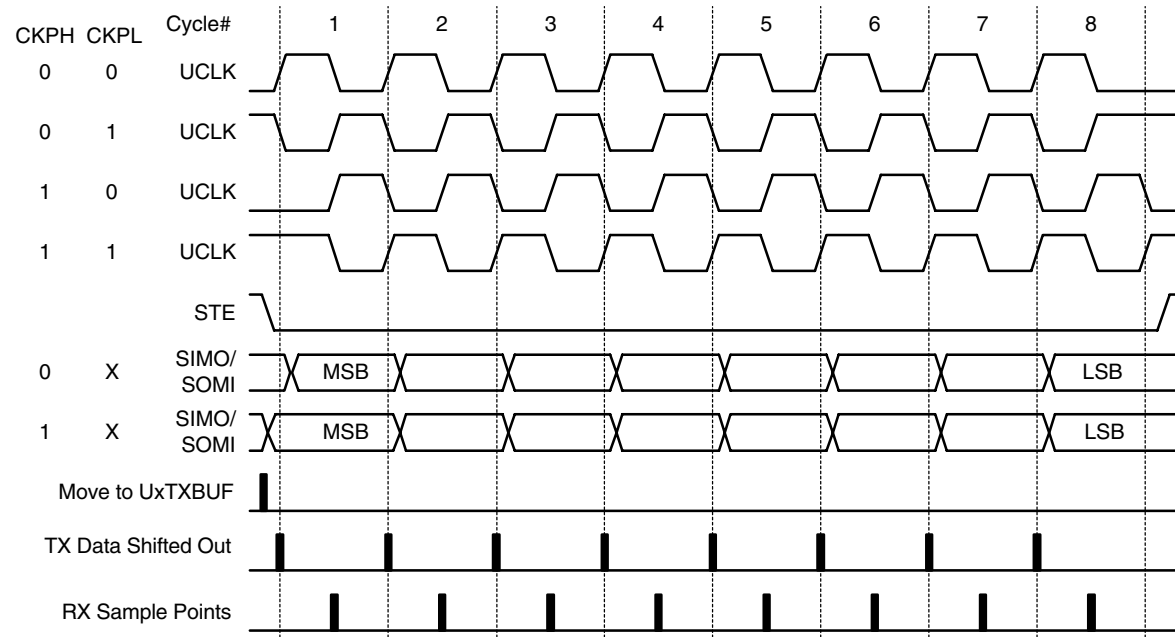 CKPH CKPL Cycle# 1 2 3 4 5 6 7 8
0 0 UCLK
0 1 UCLK
1 0 UCLK
1 1 UCLK
STE
0 X SIMO/
SOMI MSB LSB
1 X SIMO/
SOMI MSB LSB
Move to UxTXBUF
TX Data Shifted Out
RX Sample Points